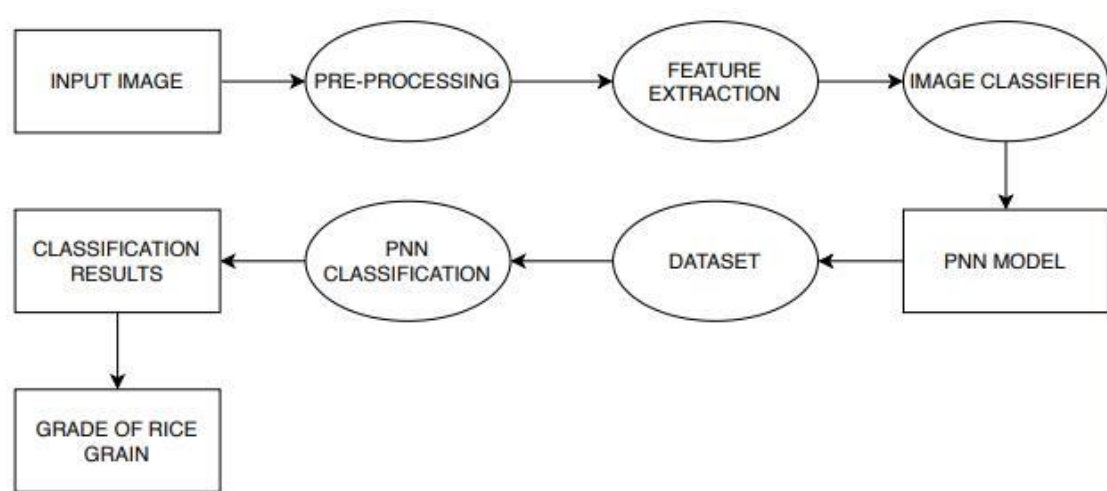 INPUT IMAGE
PRE-PROCESSING
FEATURE
EXTRACTION
IMAGE CLASSIFIER
CLASSIFICATION
RESULTS
PNN
CLASSIFICATION
DATASET
PNN MODEL
GRADE OF RICE
GRAIN